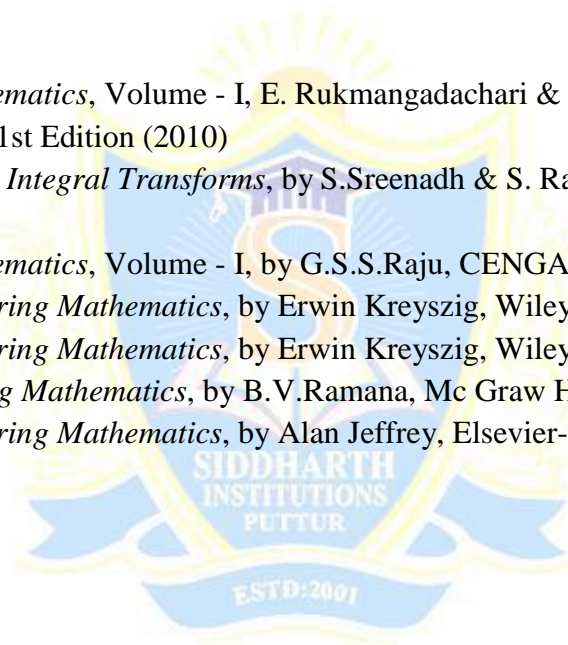 ematics, Volume - I, E. Rukmangadachari &
1st Edition (2010)
Integral Transforms, by S.Sreenadh & S. Ra
ematics, Volume - I, by G.S.S.Raju, CENGA
ring Mathematics, by Erwin Kreyszig, Wiley
ring Mathematics, by Erwin Kreyszig, Wiley
g Mathematics, by B.V.Ramana, Mc Graw H
ring Mathematics, by Alan Jeffrey, Elsevier-
SIDDHARTH
INSTITUTIONS
PUTTUR
ESTD:2001